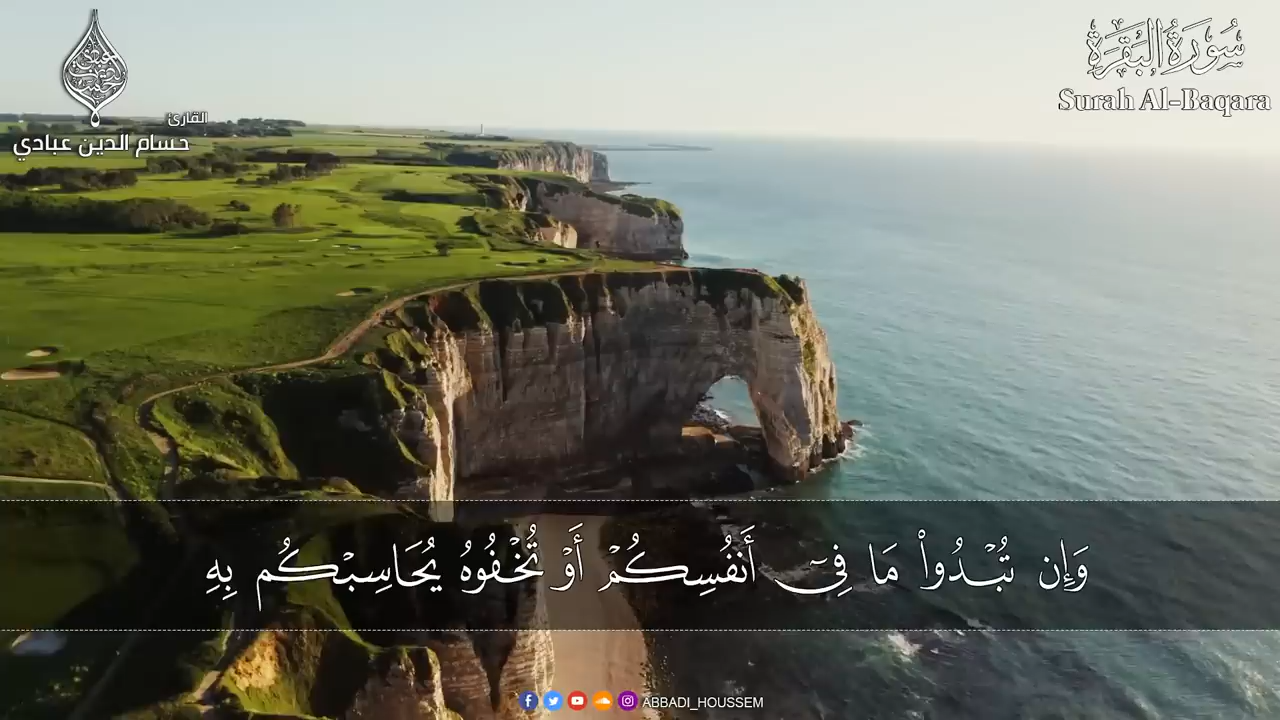 سُورَةُ البَقَرَةِ
Surah Al-Baqara
القارئ
حسام الدين عبادي
وَإِن تُبْدُوا۟ مَا فِىٓ أَنفُسِكُمْ أَوْ تُخْفُوهُ يُحَاسِبْكُم بِهِ
ABBADI_HOUSSEM